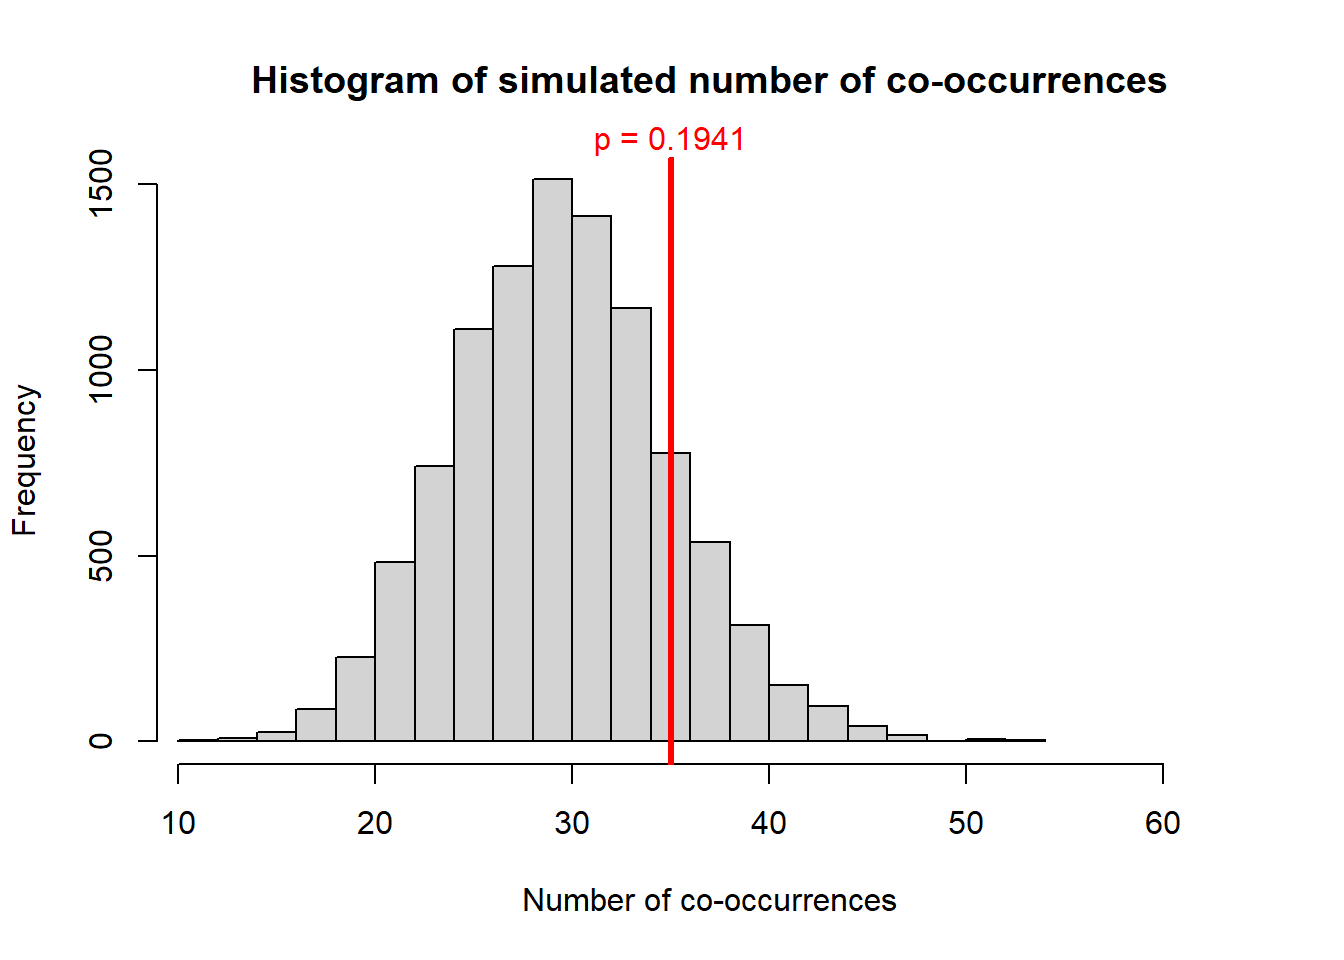 Histogram of simulated number of co-occurrences
p = 0.1941
Frequency
1500
1000
500
0
10 20 30 40 50 60
Number of co-occurrences